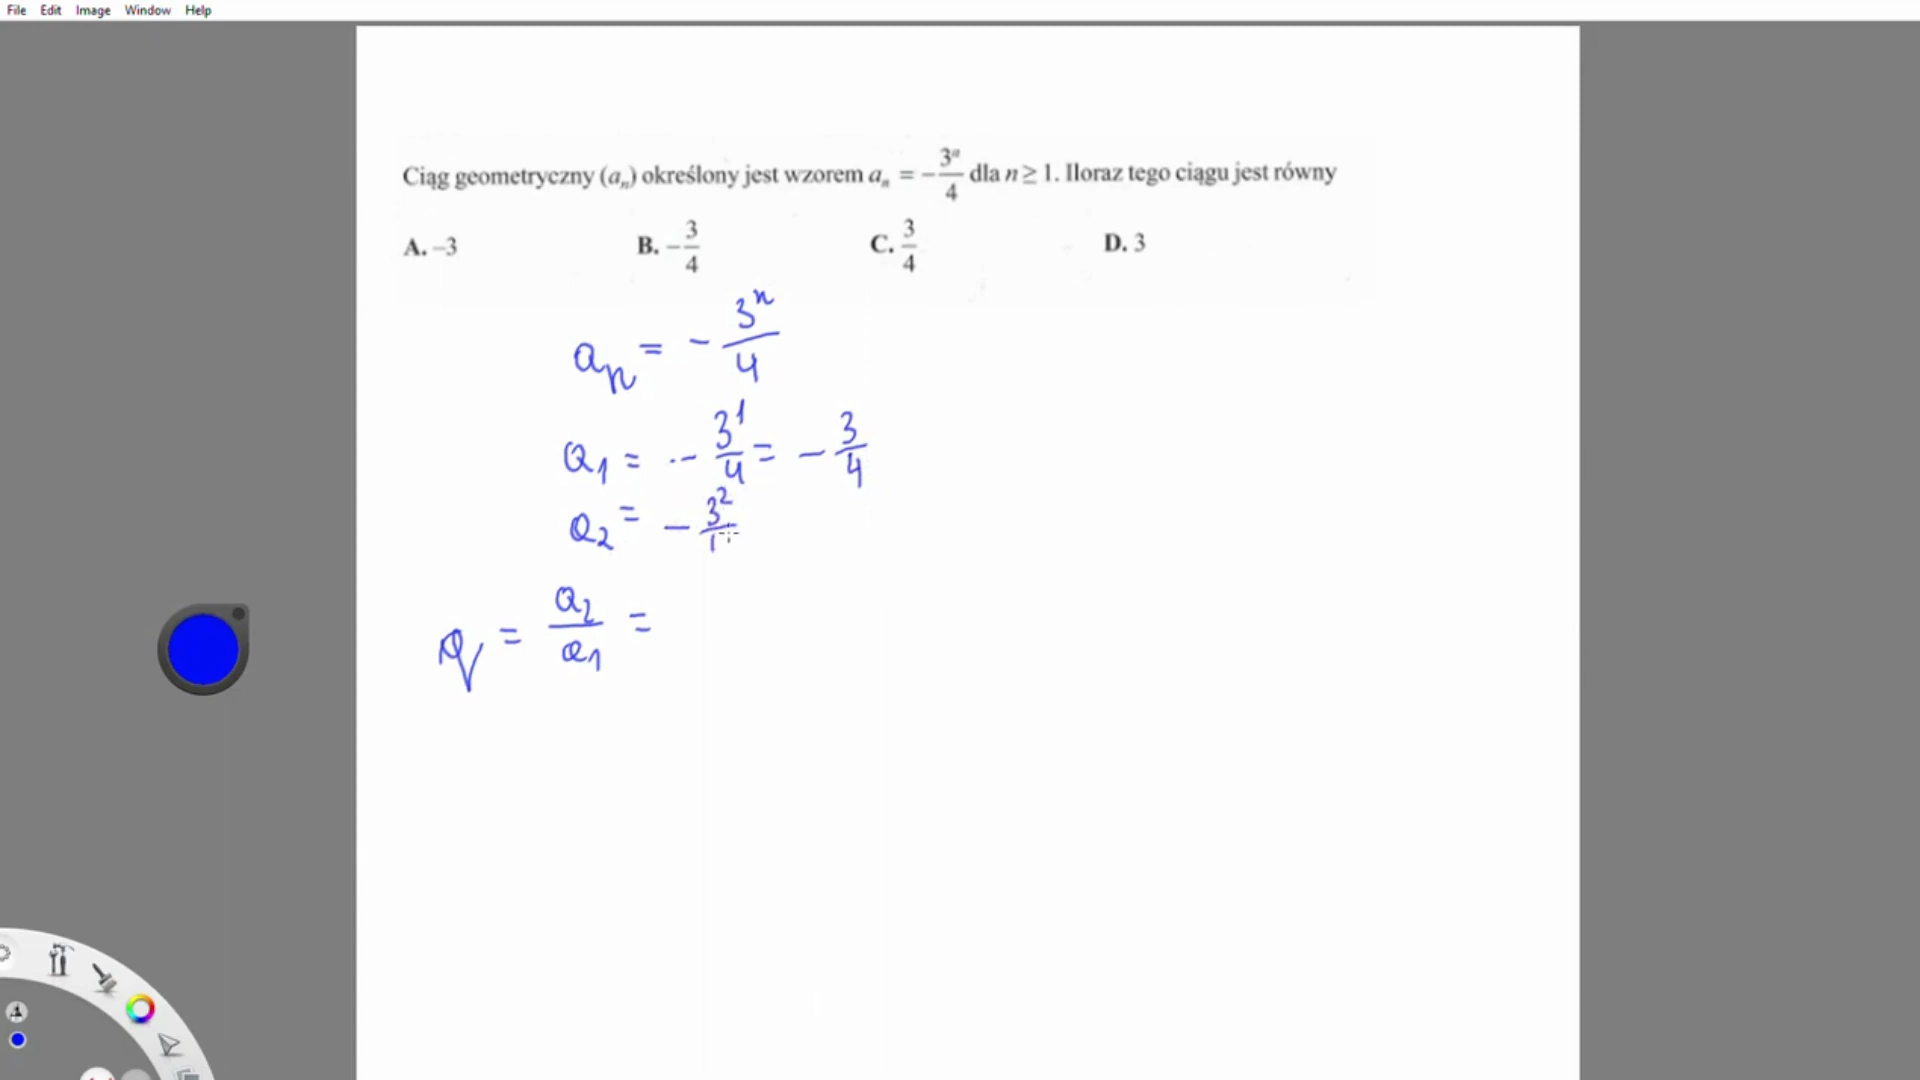 File Edit Image Window Help
Ciąg geometryczny (aₙ) określony jest wzorem aₙ = -3ⁿ/4 dla n ≥ 1. Iloraz tego ciągu jest równy
A. –3 B. -3/4 C. 3/4 D. 3
aₙ = - 3ⁿ/4
a₁ = - 3¹/4 = - 3/4
a₂ = - 3²/
q = a₂/a₁ =